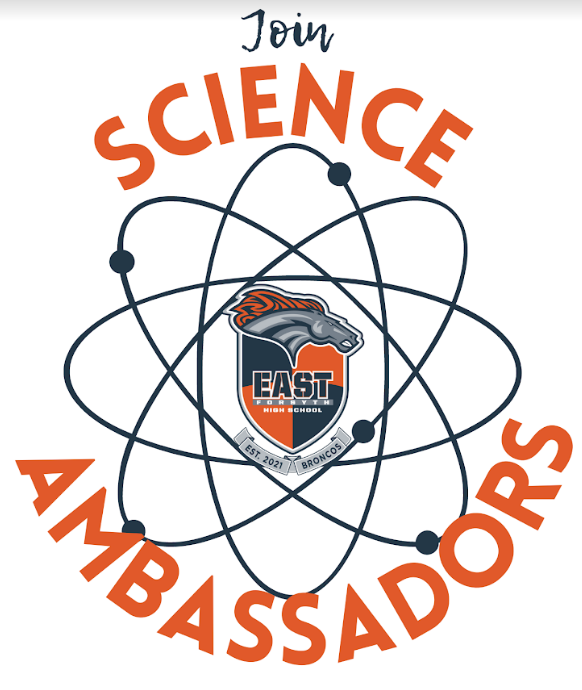 Join
SCIENCE
EAST
FORSYTH
HIGH SCHOOL
EST. 2021
BRONCOS
AMBASSADORS